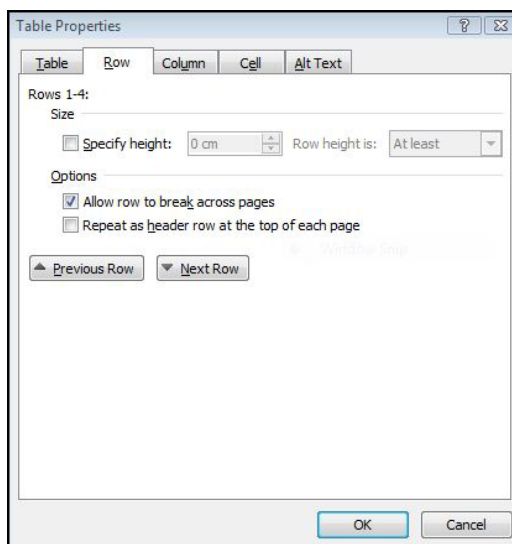 Table Properties
Table Row Column Cell Alt Text
Rows 1-4:
Size
Specify height: 0 cm Row height is: At least
Options
Allow row to break across pages
Repeat as header row at the top of each page
Window Snip
Previous Row Next Row
OK Cancel